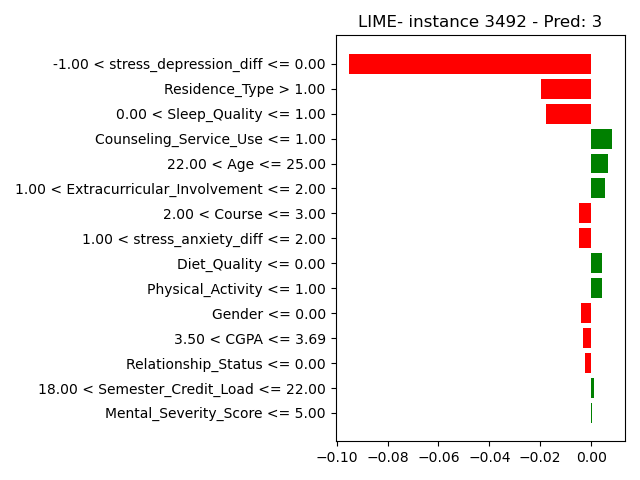 LIME- instance 3492 - Pred: 3
-1.00 < stress_depression_diff <= 0.00
Residence_Type > 1.00
0.00 < Sleep_Quality <= 1.00
Counseling_Service_Use <= 1.00
22.00 < Age <= 25.00
1.00 < Extracurricular_Involvement <= 2.00
2.00 < Course <= 3.00
1.00 < stress_anxiety_diff <= 2.00
Diet_Quality <= 0.00
Physical_Activity <= 1.00
Gender <= 0.00
3.50 < CGPA <= 3.69
Relationship_Status <= 0.00
18.00 < Semester_Credit_Load <= 22.00
Mental_Severity_Score <= 5.00
−0.10 −0.08 −0.06 −0.04 −0.02 0.00